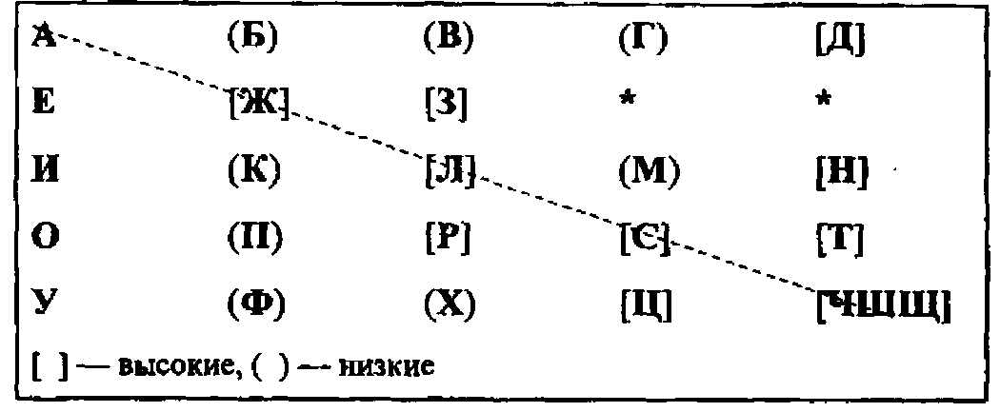 А (Б) (В) (Г) [Д]
Е [Ж] [З] * *
И (К) [Л] (М) [Н]
О (П) [Р] [С] [Т]
У (Ф) (Х) [Ц] [ЧШЩ]
[ ] — высокие, ( ) — низкие